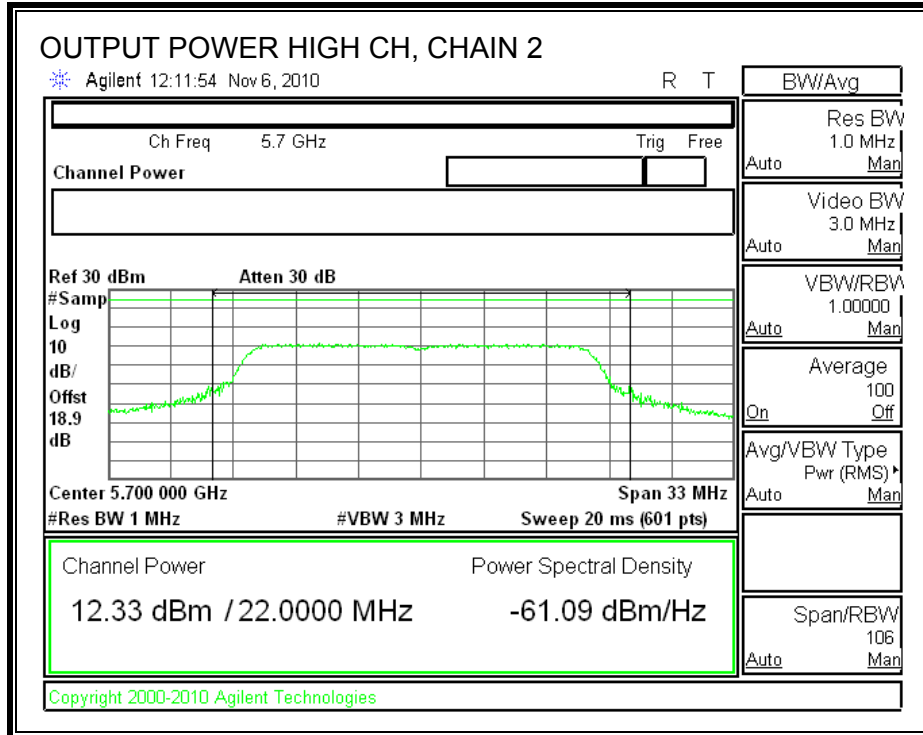 OUTPUT POWER HIGH CH, CHAIN 2
Agilent 12:11:54 Nov 6, 2010 R T
BW/Avg
Ch Freq 5.7 GHz Trig Free
Channel Power
Res BW
1.0 MHz
Auto Man
Video BW
3.0 MHz
Auto Man
Ref 30 dBm Atten 30 dB
#Samp
Log
10
dB/
Offst
18.9
dB
VBW/RBW
1.00000
Auto Man
Average
100
On Off
Avg/VBW Type
Pwr (RMS)
Auto Man
Center 5.700 000 GHz Span 33 MHz
#Res BW 1 MHz #VBW 3 MHz Sweep 20 ms (601 pts)
Channel Power Power Spectral Density
12.33 dBm / 22.0000 MHz -61.09 dBm/Hz
Span/RBW
106
Auto Man
Copyright 2000-2010 Agilent Technologies